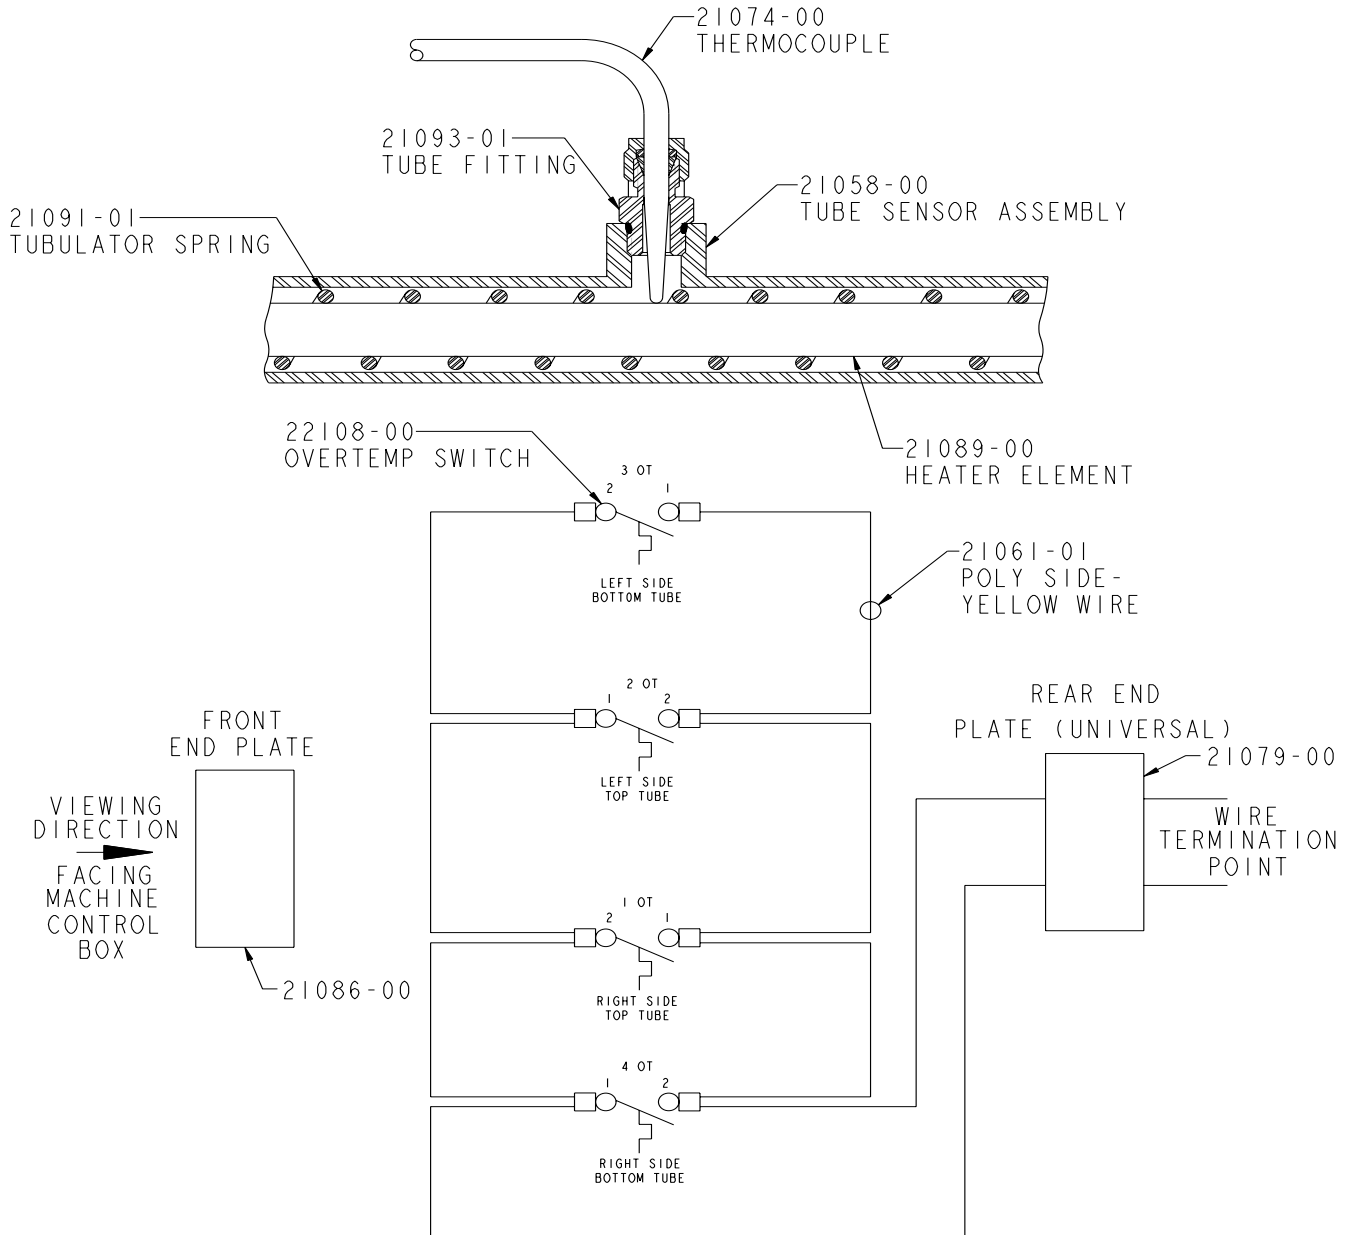 21074-00
THERMOCOUPLE
21093-01
TUBE FITTING
21058-00
TUBE SENSOR ASSEMBLY
21091-01
TUBULATOR SPRING
22108-00
OVERTEMP SWITCH
21089-00
HEATER ELEMENT
3 OT
2 1
LEFT SIDE
BOTTOM TUBE
21061-01
POLY SIDE-
YELLOW WIRE
2 OT
1 2
LEFT SIDE
TOP TUBE
FRONT
END PLATE
REAR END
PLATE (UNIVERSAL)
21079-00
VIEWING
DIRECTION
FACING
MACHINE
CONTROL
BOX
WIRE
TERMINATION
POINT
21086-00
1 OT
2 1
RIGHT SIDE
TOP TUBE
4 OT
1 2
RIGHT SIDE
BOTTOM TUBE